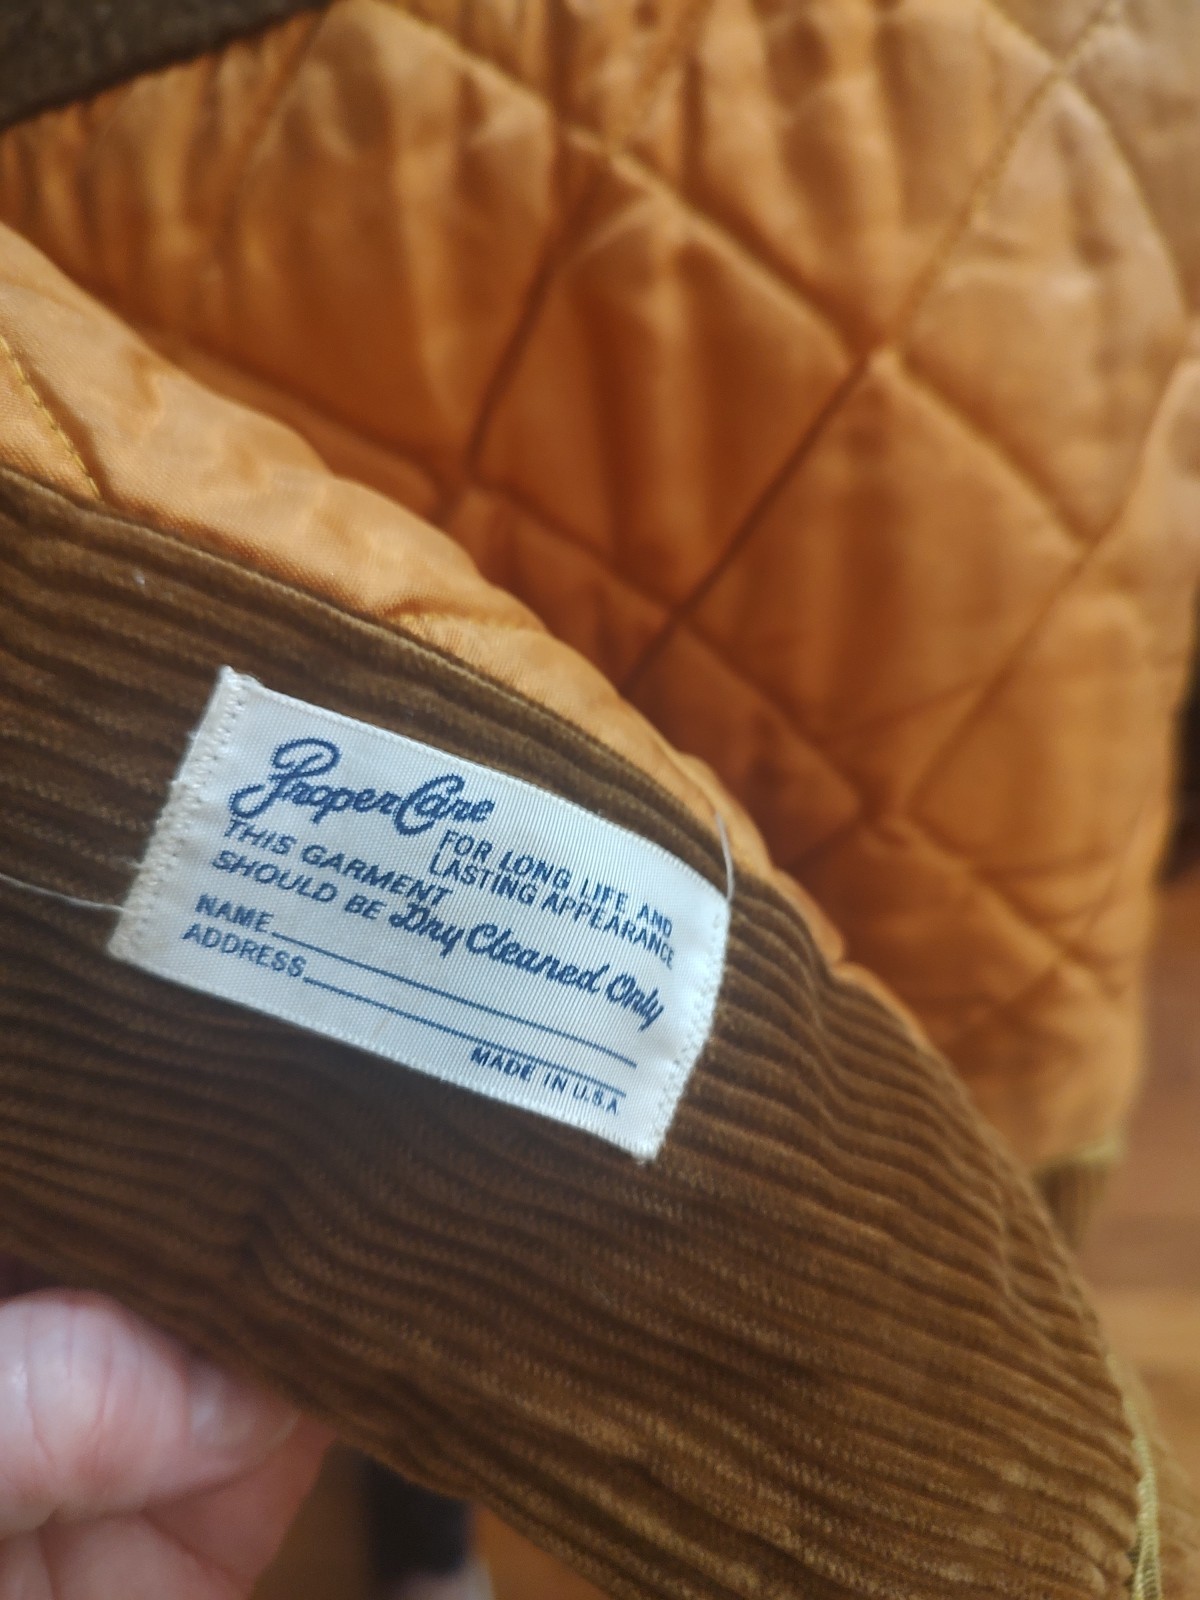 Proper Care
FOR LONG LIFE AND
LASTING APPEARANCE
THIS GARMENT
SHOULD BE Dry Cleaned Only
NAME
ADDRESS
MADE IN U.S.A